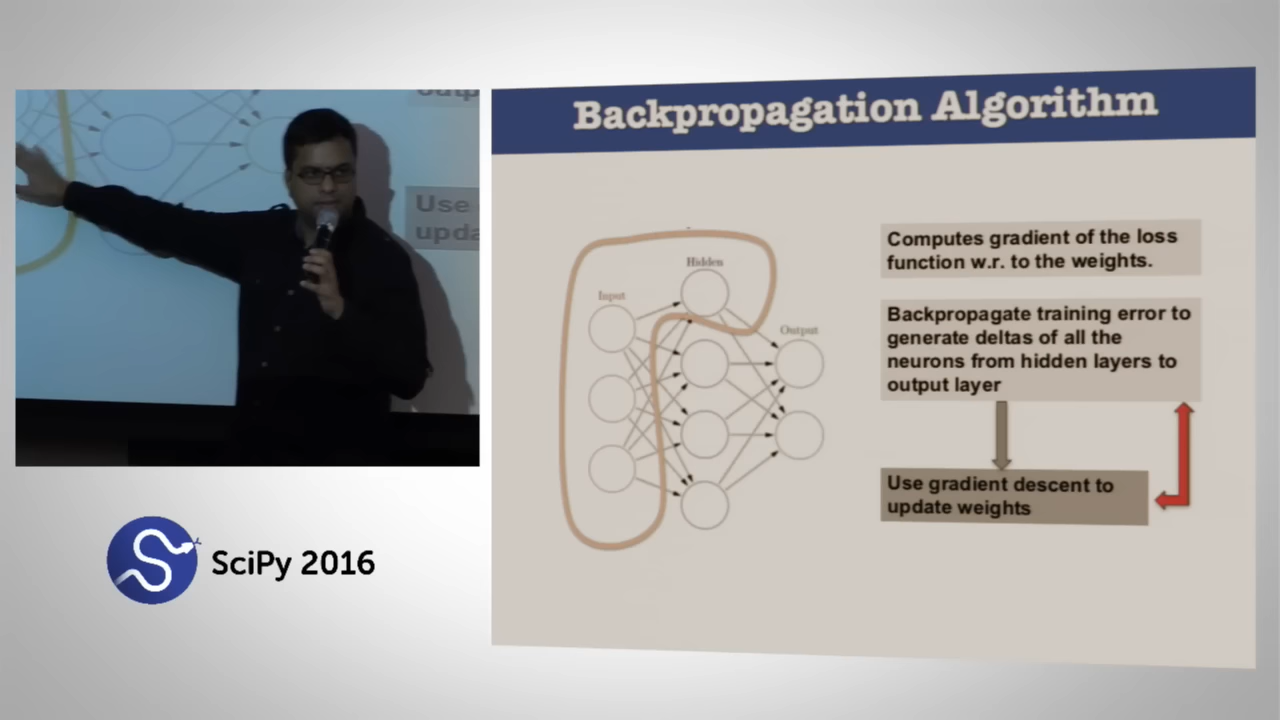 Backpropagation Algorithm
Hidden
Input
Output
Computes gradient of the loss
function w.r. to the weights.
Backpropagate training error to
generate deltas of all the
neurons from hidden layers to
output layer
Use gradient descent to
update weights
Use
upda
SciPy 2016